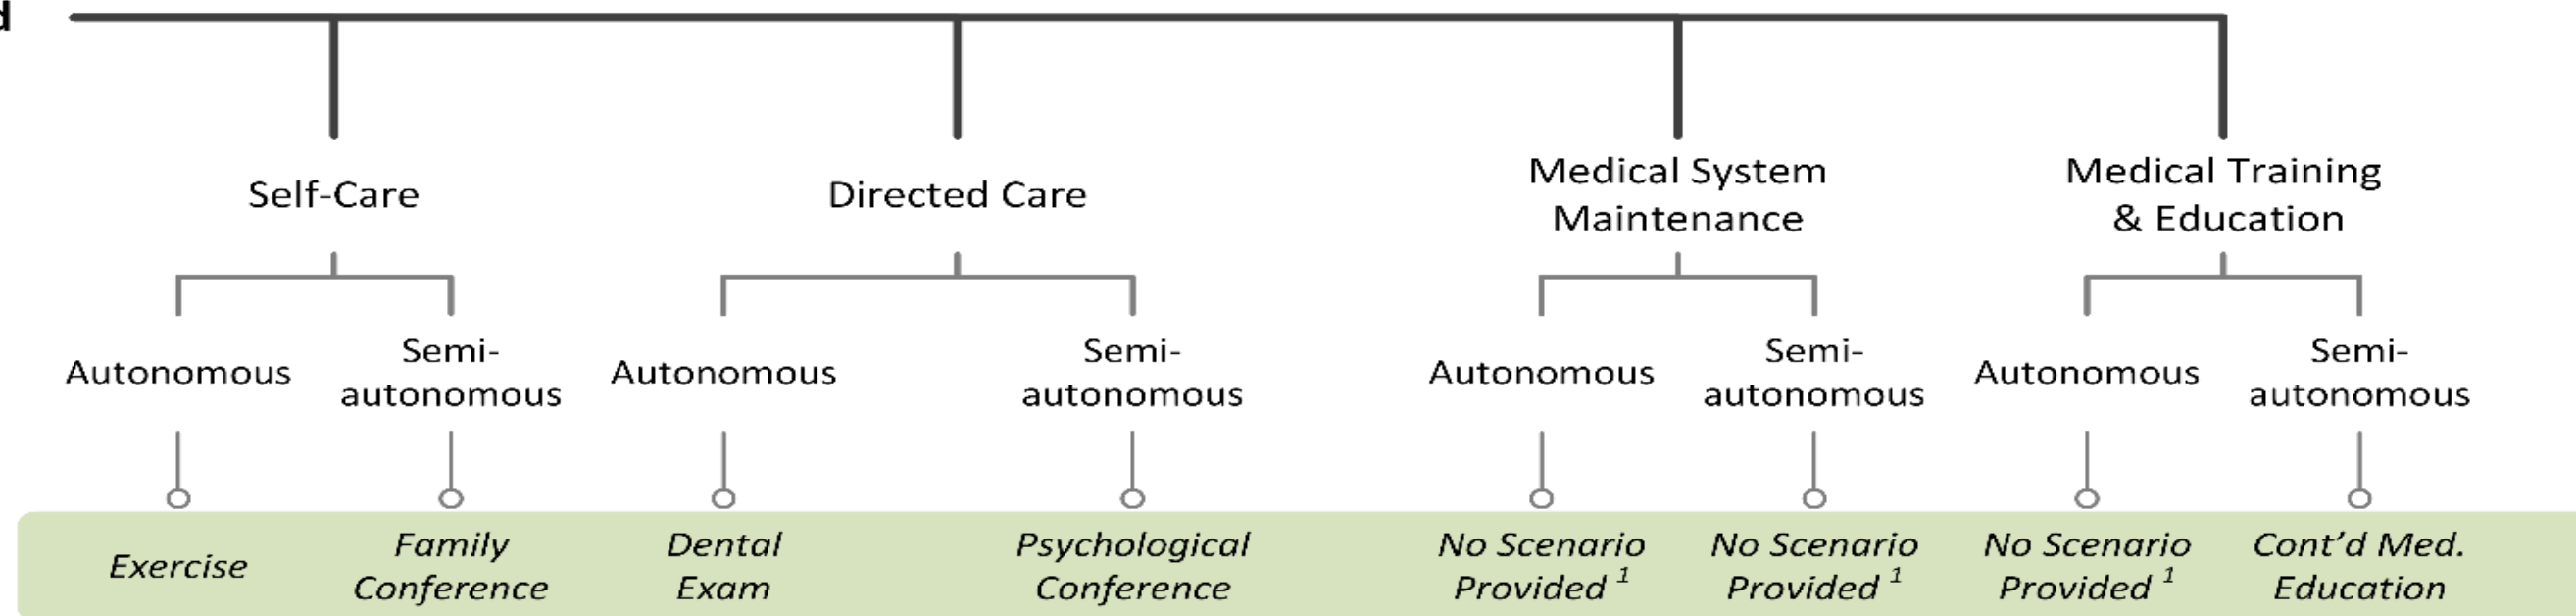 d
Self-Care
Directed Care
Medical System
Maintenance
Medical Training
& Education
Autonomous
Semi-
autonomous
Autonomous
Semi-
autonomous
Autonomous
Semi-
autonomous
Autonomous
Semi-
autonomous
Exercise
Family
Conference
Dental
Exam
Psychological
Conference
No Scenario
Provided 1
No Scenario
Provided 1
No Scenario
Provided 1
Cont’d Med.
Education